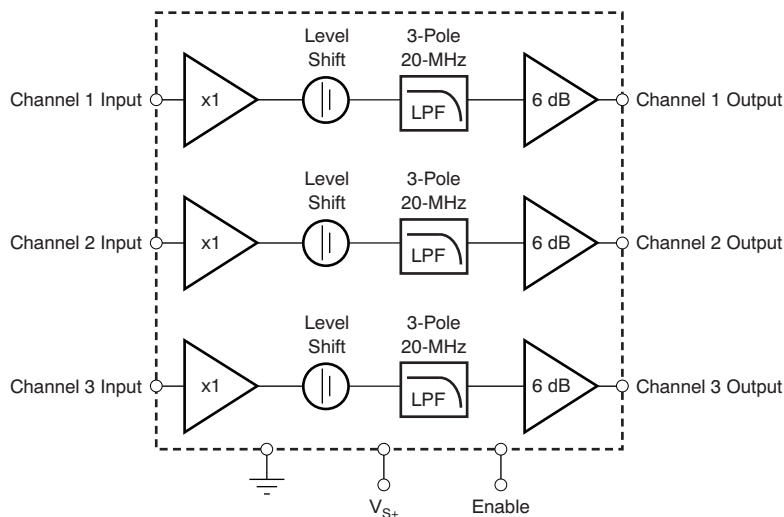 Level
Shift
3-Pole
20-MHz
Channel 1 Input
x1
LPF
6 dB
Channel 1 Output
Level
Shift
3-Pole
20-MHz
Channel 2 Input
x1
LPF
6 dB
Channel 2 Output
Level
Shift
3-Pole
20-MHz
Channel 3 Input
x1
LPF
6 dB
Channel 3 Output
VS+
Enable